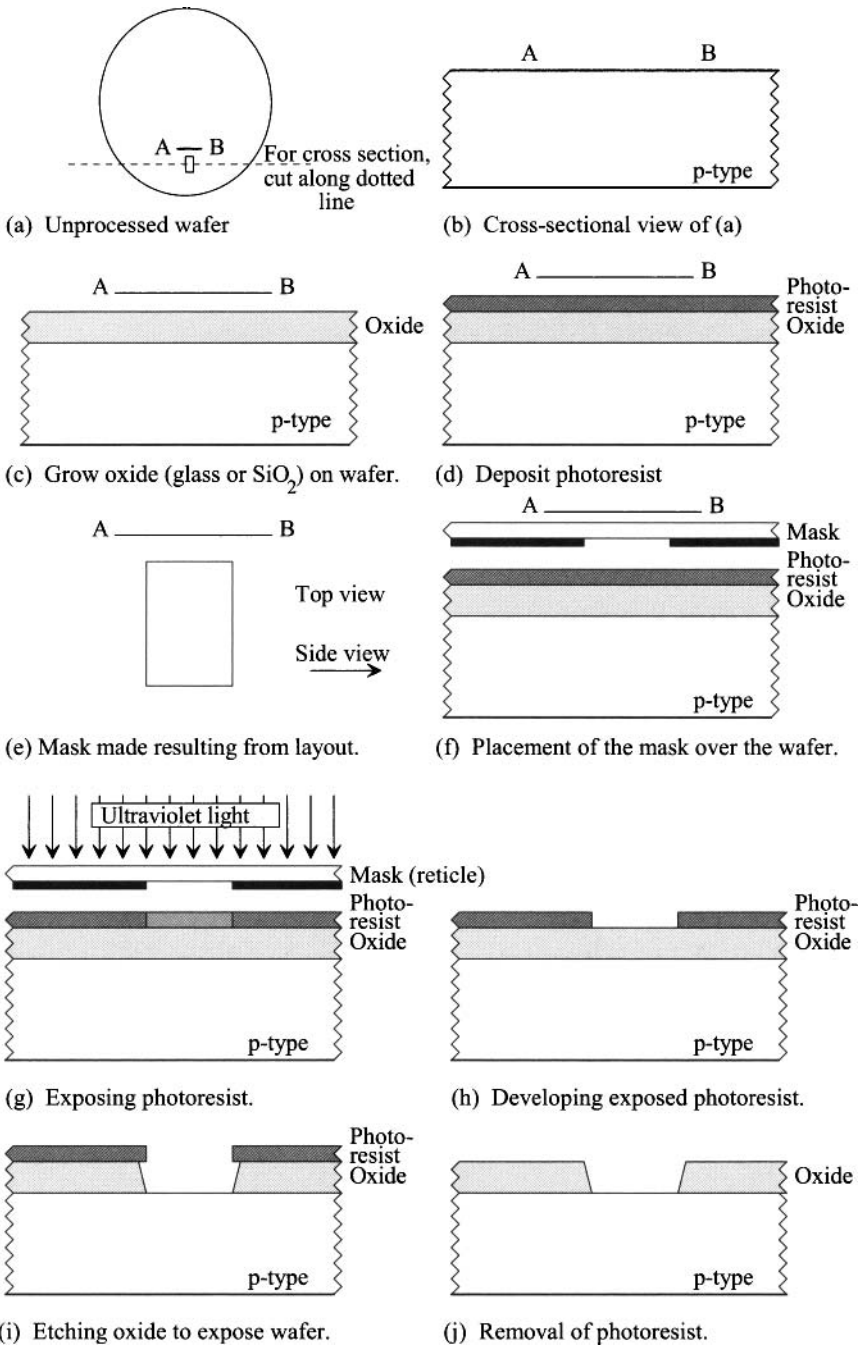 A B
For cross section,
cut along dotted
line
(a) Unprocessed wafer
A B
p-type
(b) Cross-sectional view of (a)
A B
Oxide
p-type
(c) Grow oxide (glass or SiO2) on wafer.
A B
Photo-
resist
Oxide
p-type
(d) Deposit photoresist
A B
Top view
Side view
(e) Mask made resulting from layout.
A B
Mask
Photo-
resist
Oxide
p-type
(f) Placement of the mask over the wafer.
Ultraviolet light
Mask (reticle)
Photo-
resist
Oxide
p-type
(g) Exposing photoresist.
Photo-
resist
Oxide
p-type
(h) Developing exposed photoresist.
Photo-
resist
Oxide
p-type
(i) Etching oxide to expose wafer.
Oxide
p-type
(j) Removal of photoresist.